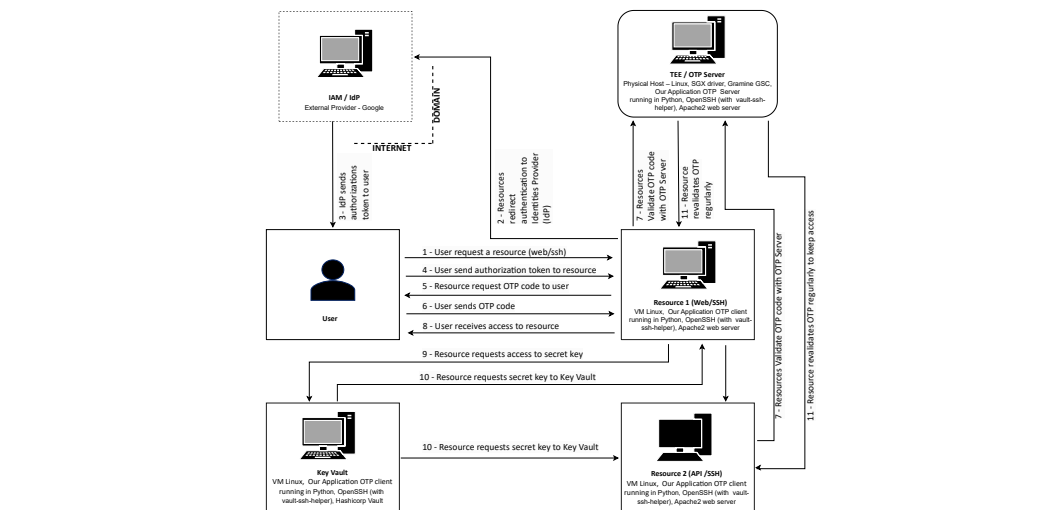 IAM / IdP
External Provider - Google
DOMAIN
INTERNET
TEE / OTP Server
Physical Host – Linux, SGX driver, Gramine GSC,
Our Application OTP Server
running in Python, OpenSSH (with vault-ssh-
helper), Apache2 web server
3 - IdP sends
authorizations
token to user
2 - Resources
redirect
authentication to
Identities Provider
(IdP)
7 - Resources
Validate OTP code
with OTP Server
11 - Resource
revalidates OTP
regurlarly
1 - User request a resource (web/ssh)
4 - User send authorization token to resource
5 - Resource request OTP code to user
6 - User sends OTP code
8 - User receives access to resource
User
Resource 1 (Web/SSH)
VM Linux, Our Application OTP client
running in Python, OpenSSH (with vault-
ssh-helper), Apache2 web server
7 - Resources Validate OTP code with OTP Server
11 - Resource revalidates OTP regurlarly to keep access
9 - Resource requests access to secret key
10 - Resource requests secret key to Key Vault
10 - Resource requests secret key to Key Vault
Key Vault
VM Linux, Our Application OTP client
running in Python, OpenSSH (with
vault-ssh-helper), Hashicorp Vault
Resource 2 (API /SSH)
VM Linux, Our Application OTP client
running in Python, OpenSSH (with vault-
ssh-helper), Apache2 web server